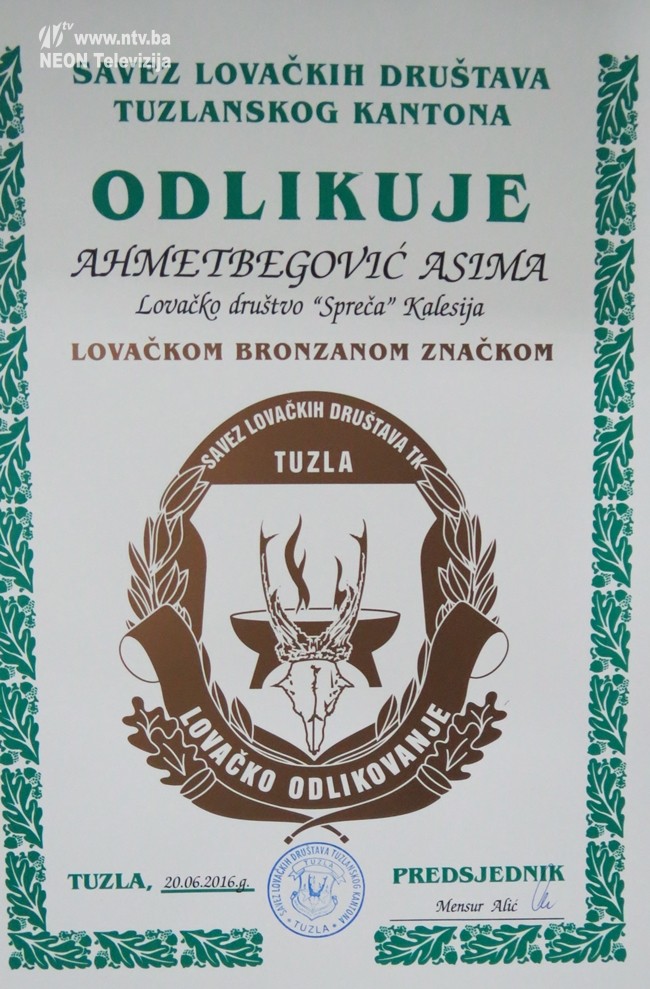 tv www.ntv.ba
NEON Televizija
SAVEZ LOVAČKIH DRUŠTAVA
TUZLANSKOG KANTONA
ODLIKUJE
AHMETBEGOVIĆ ASIMA
Lovačko društvo "Spreča" Kalesija
LOVAČKOM BRONZANOM ZNAČKOM
SAVEZ LOVAČKIH DRUŠTAVA TK
TUZLA
LOVAČKO ODLIKOVANJE
TUZLA, 20.06.2016.g.
SAVEZ LOVAČKIH DRUŠTAVA TUZLANSKOG KANTONA
TUZLA
TUZLA
PREDSJEDNIK
Mensur Alić